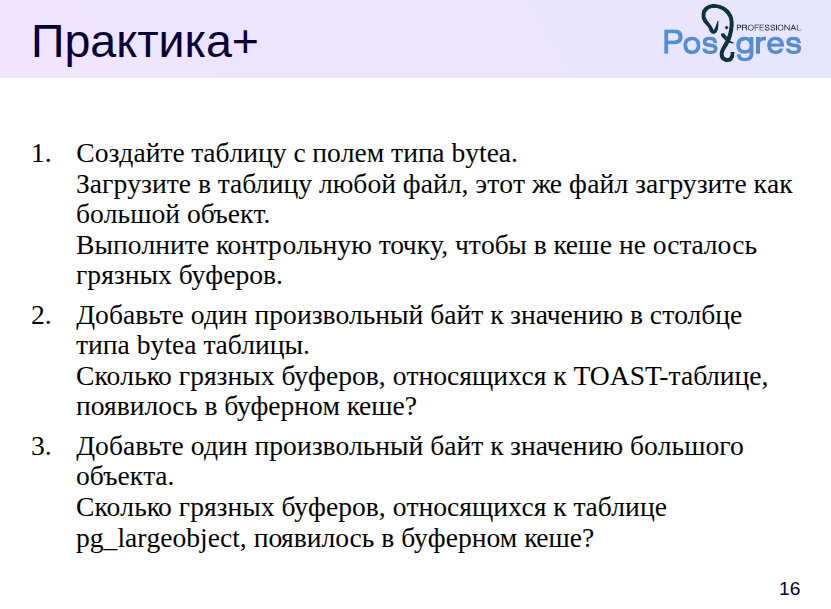 Практика+
PROFESSIONAL
Postgres
1. Создайте таблицу с полем типа bytea.
Загрузите в таблицу любой файл, этот же файл загрузите как
большой объект.
Выполните контрольную точку, чтобы в кеше не осталось
грязных буферов.
2. Добавьте один произвольный байт к значению в столбце
типа bytea таблицы.
Сколько грязных буферов, относящихся к TOAST-таблице,
появилось в буферном кеше?
3. Добавьте один произвольный байт к значению большого
объекта.
Сколько грязных буферов, относящихся к таблице
pg_largeobject, появилось в буферном кеше?
16